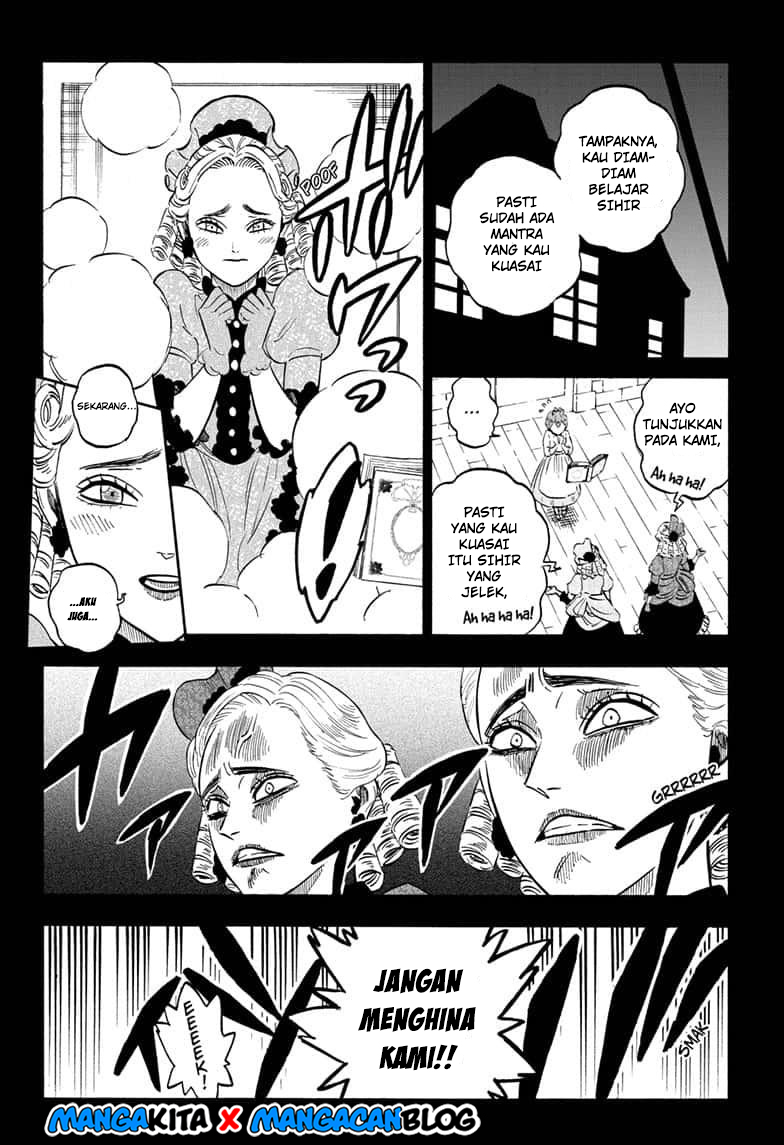 TAMPAKNYA,
KAU DIAM-
DIAM
BELAJAR
SIHIR
PASTI
SUDAH ADA
MANTRA
YANG KAU
KUASAI
AYO
TUNJUKKAN
PADA KAMI,
Ah ha ha!
...
PASTI
YANG KAU
KUASAI
ITU SIHIR
YANG
JELEK,
Ah ha ha ha!
POOF
!
SEKARANG...
...AKU
JUGA...
GRRRRRR
SMAK
JANGAN
MENGHINA
KAMI!!
EEEEEK!
MANGAKITA X MANGACANBLOG